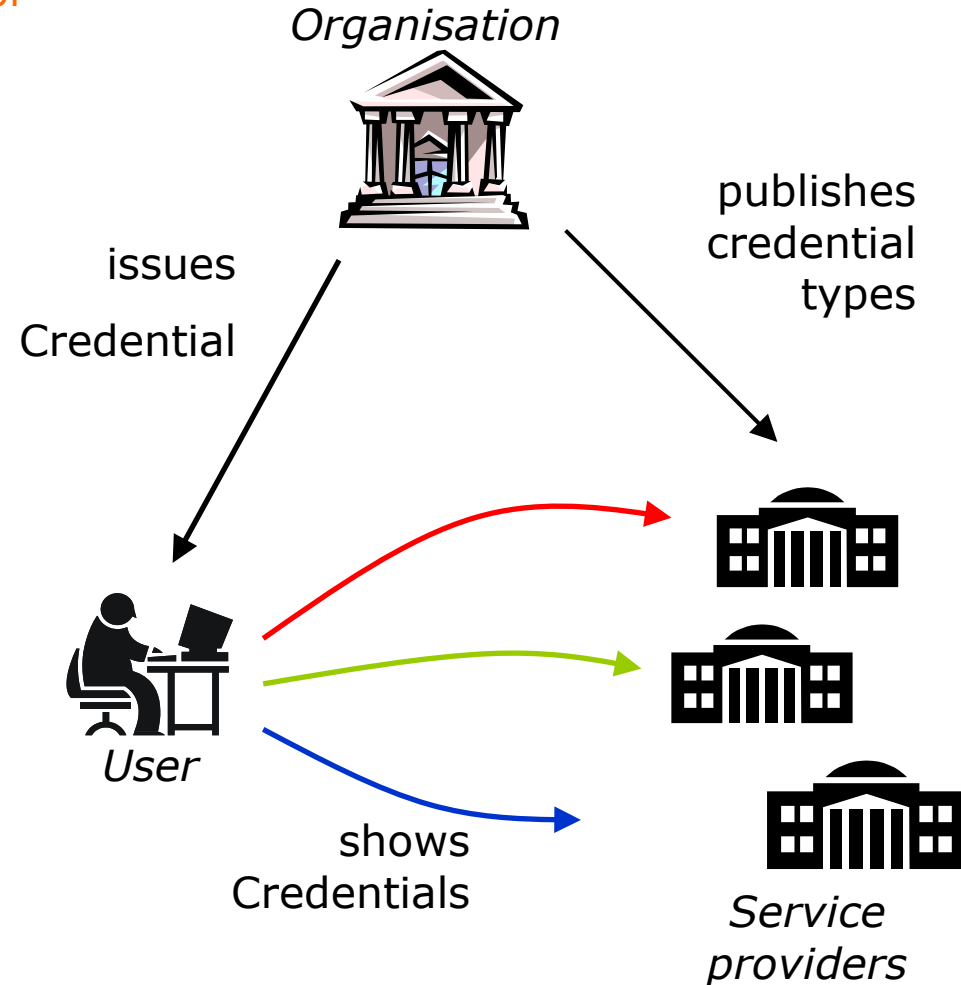 Organisation
publishes
credential
types
issues
Credential
User
shows
Credentials
Service
providers